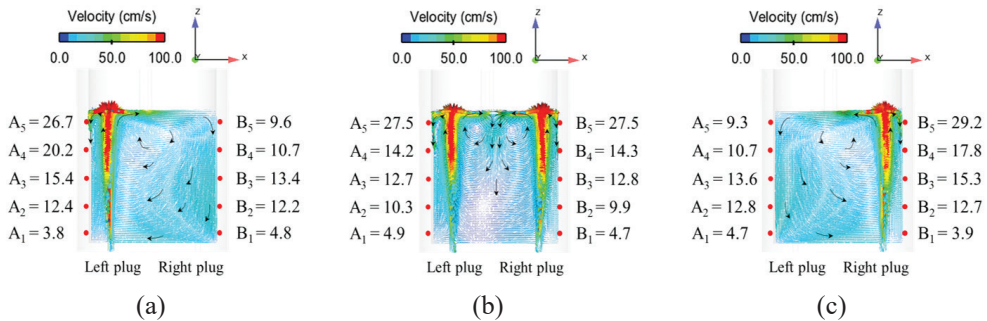 Velocity (cm/s)
0.0 50.0 100.0
z
x
Y
A₅ = 26.7
A₄ = 20.2
A₃ = 15.4
A₂ = 12.4
A₁ = 3.8
B₅ = 9.6
B₄ = 10.7
B₃ = 13.4
B₂ = 12.2
B₁ = 4.8
Left plug Right plug
(a)
Velocity (cm/s)
0.0 50.0 100.0
z
x
Y
A₅ = 27.5
A₄ = 14.2
A₃ = 12.7
A₂ = 10.3
A₁ = 4.9
B₅ = 27.5
B₄ = 14.3
B₃ = 12.8
B₂ = 9.9
B₁ = 4.7
Left plug Right plug
(b)
Velocity (cm/s)
0.0 50.0 100.0
z
x
Y
A₅ = 9.3
A₄ = 10.7
A₃ = 13.6
A₂ = 12.8
A₁ = 4.7
B₅ = 29.2
B₄ = 17.8
B₃ = 15.3
B₂ = 12.7
B₁ = 3.9
Left plug Right plug
(c)